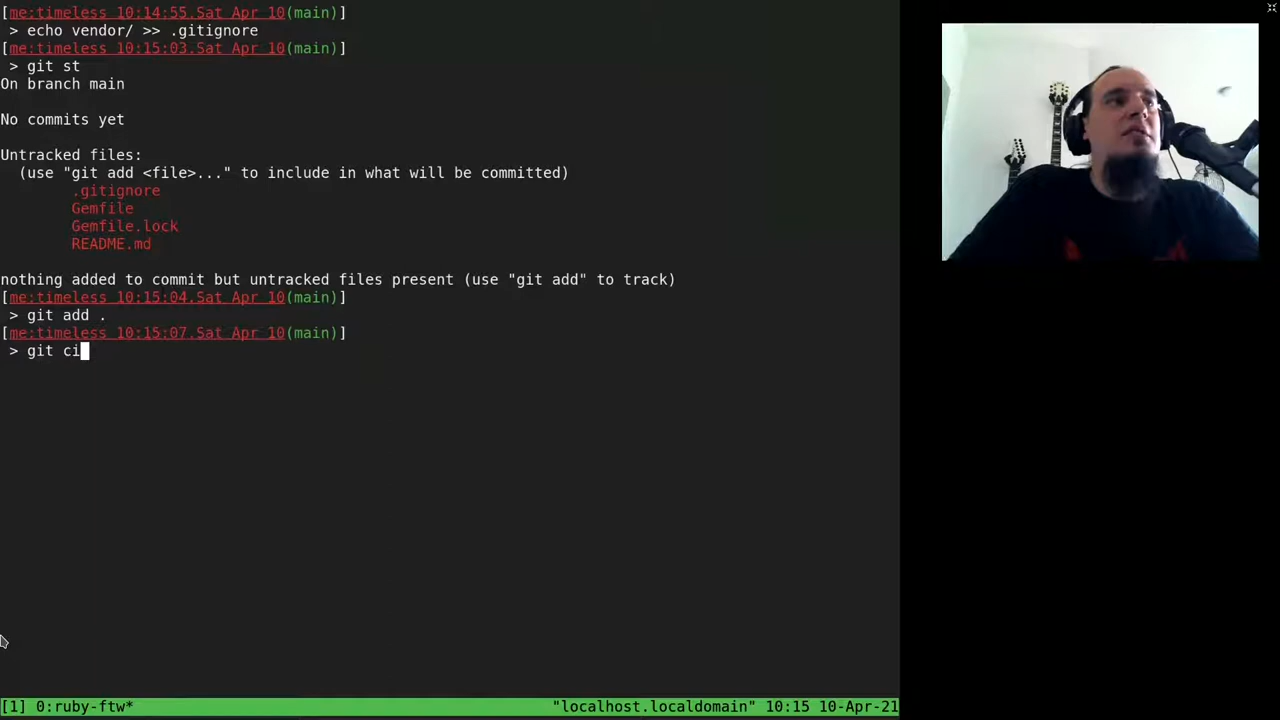 [me:timeless 10:14:55.Sat Apr 10(main)]
> echo vendor/ >> .gitignore
[me:timeless 10:15:03.Sat Apr 10(main)]
> git st
On branch main
No commits yet
Untracked files:
(use "git add <file>..." to include in what will be committed)
.gitignore
Gemfile
Gemfile.lock
README.md
nothing added to commit but untracked files present (use "git add" to track)
[me:timeless 10:15:04.Sat Apr 10(main)]
> git add .
[me:timeless 10:15:07.Sat Apr 10(main)]
> git ci
[1] 0:ruby-ftw* "localhost.localdomain" 10:15 10-Apr-21